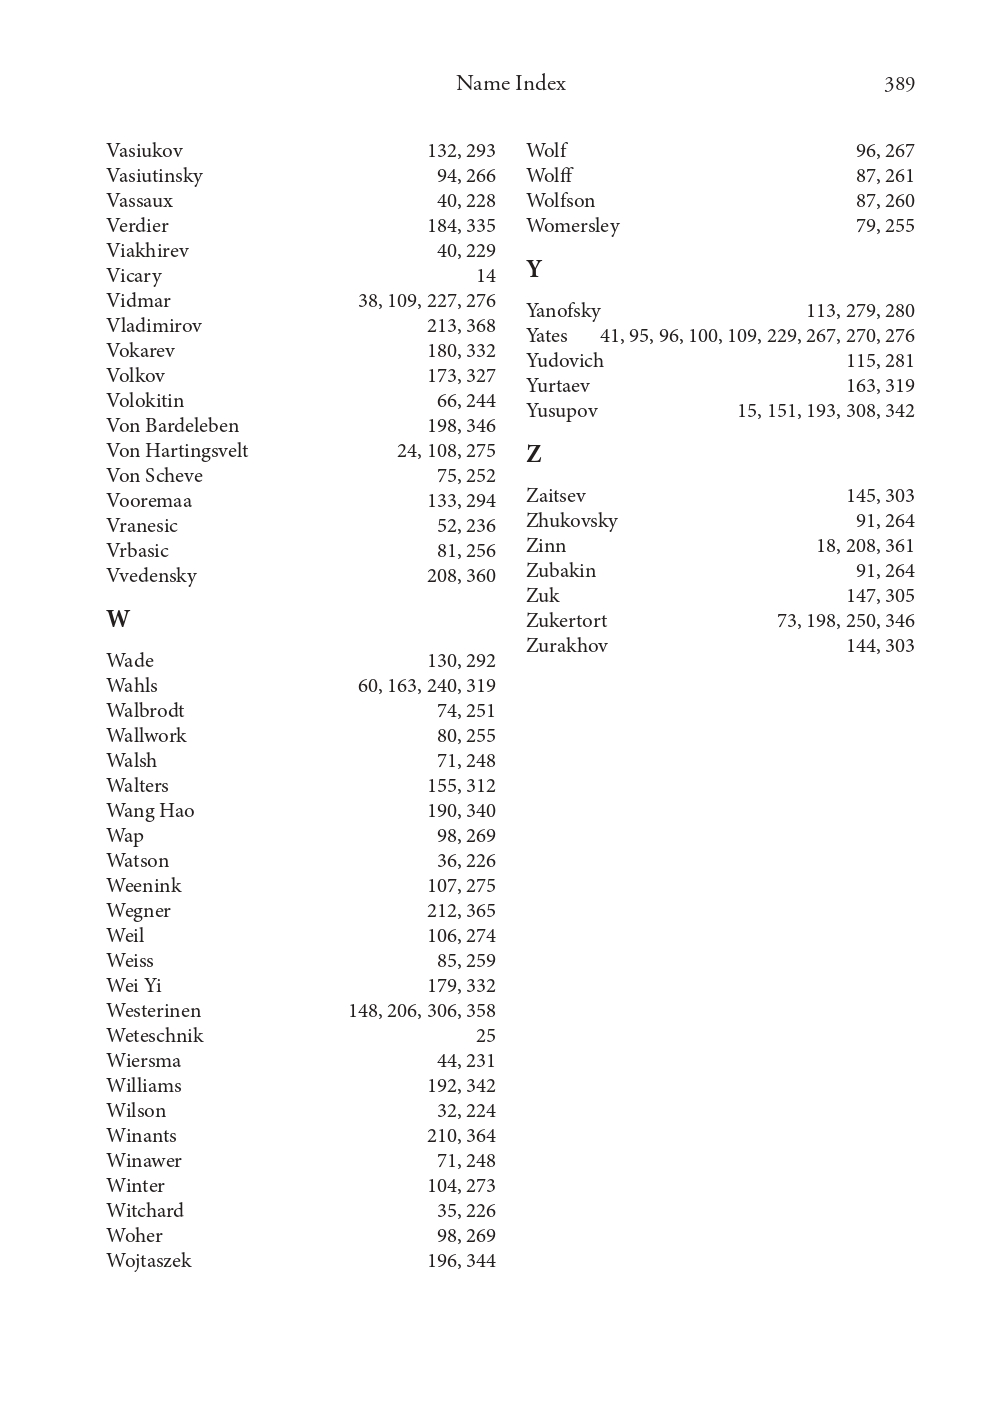 Name Index 389
Vasiukov 132, 293
Vasiutinsky 94, 266
Vassaux 40, 228
Verdier 184, 335
Viakhirev 40, 229
Vicary 14
Vidmar 38, 109, 227, 276
Vladimirov 213, 368
Vokarev 180, 332
Volkov 173, 327
Volokitin 66, 244
Von Bardeleben 198, 346
Von Hartingsvelt 24, 108, 275
Von Scheve 75, 252
Vooremaa 133, 294
Vranesic 52, 236
Vrbasic 81, 256
Vvedensky 208, 360
W
Wade 130, 292
Wahls 60, 163, 240, 319
Walbrodt 74, 251
Wallwork 80, 255
Walsh 71, 248
Walters 155, 312
Wang Hao 190, 340
Wap 98, 269
Watson 36, 226
Weenink 107, 275
Wegner 212, 365
Weil 106, 274
Weiss 85, 259
Wei Yi 179, 332
Westerinen 148, 206, 306, 358
Weteschnik 25
Wiersma 44, 231
Williams 192, 342
Wilson 32, 224
Winants 210, 364
Winawer 71, 248
Winter 104, 273
Witchard 35, 226
Woher 98, 269
Wojtaszek 196, 344
Wolf 96, 267
Wolff 87, 261
Wolfson 87, 260
Womersley 79, 255
Y
Yanofsky 113, 279, 280
Yates 41, 95, 96, 100, 109, 229, 267, 270, 276
Yudovich 115, 281
Yurtaev 163, 319
Yusupov 15, 151, 193, 308, 342
Z
Zaitsev 145, 303
Zhukovsky 91, 264
Zinn 18, 208, 361
Zubakin 91, 264
Zuk 147, 305
Zukertort 73, 198, 250, 346
Zurakhov 144, 303